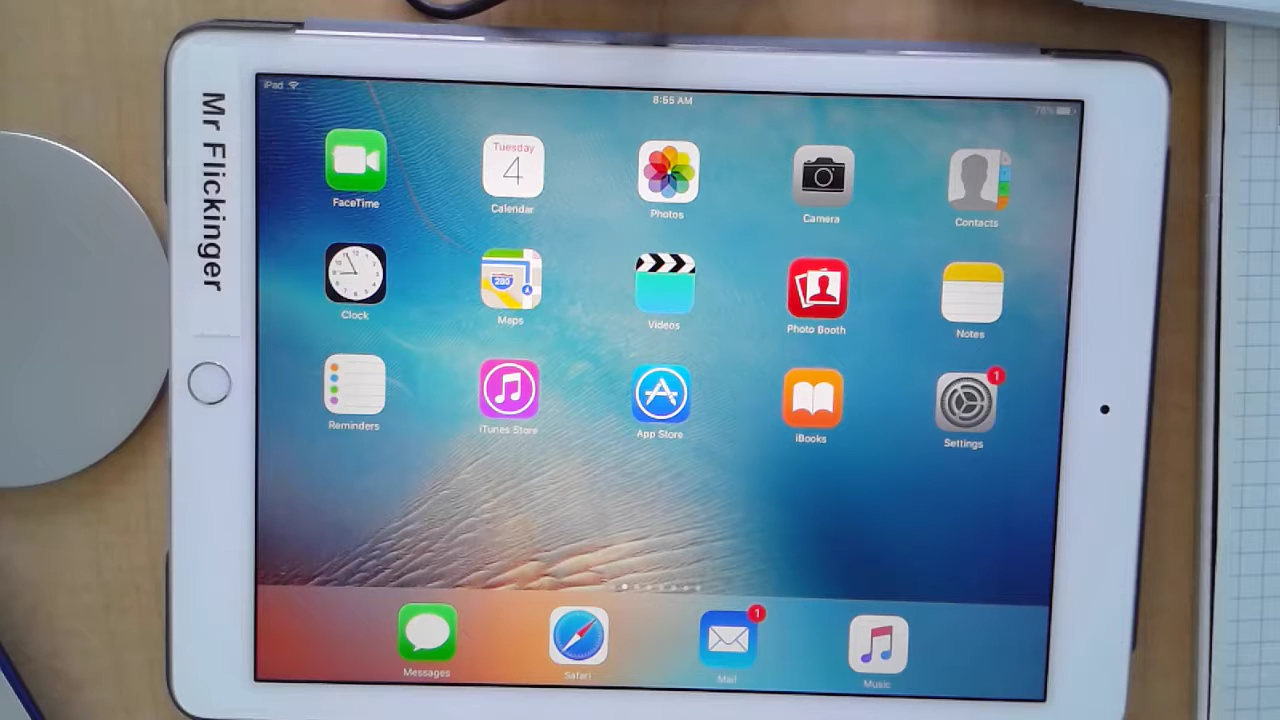 Mr Flickinger
iPad
8:55 AM
78%
FaceTime
Tuesday
4
Calendar
Photos
Camera
Contacts
Clock
280
Maps
Videos
Photo Booth
Notes
Reminders
iTunes Store
App Store
iBooks
1
Settings
Messages
Safari
1
Mail
Music